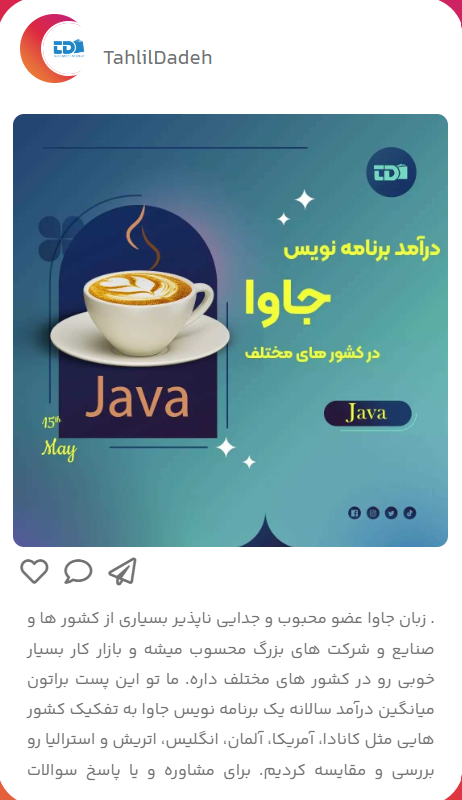 TD
TahlilDadeh
TD
درآمد برنامه نویس
جاوا
در کشور های مختلف
Java
Java
15th
May
. زبان جاوا عضو محبوب و جدایی ناپذیر بسیاری از کشور ها و
صنایع و شرکت های بزرگ محسوب میشه و بازار کار بسیار
خوبی رو در کشور های مختلف داره. ما تو این پست براتون
میانگین درآمد سالانه یک برنامه نویس جاوا به تفکیک کشور
هایی مثل کانادا، آمریکا، آلمان، انگلیس، اتریش و استرالیا رو
بررسی و مقایسه کردیم. برای مشاوره و یا پاسخ سوالات